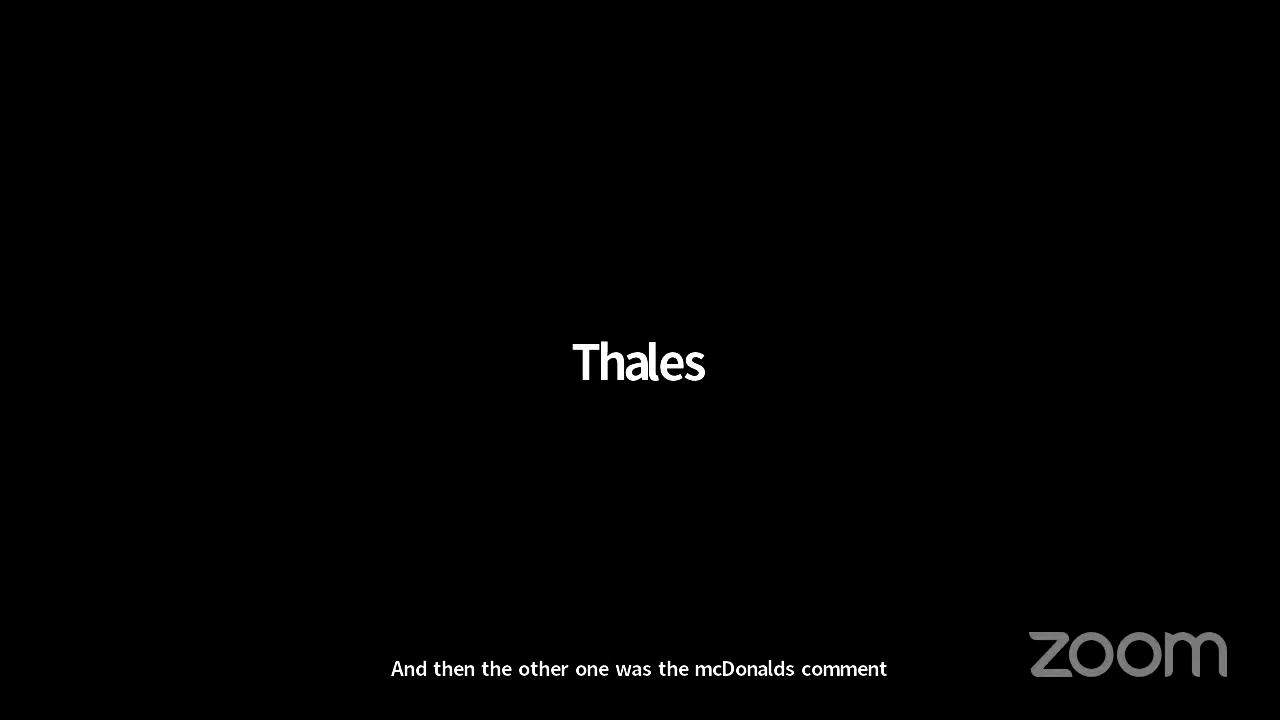 Thales
And then the other one was the mcDonalds comment
zoom